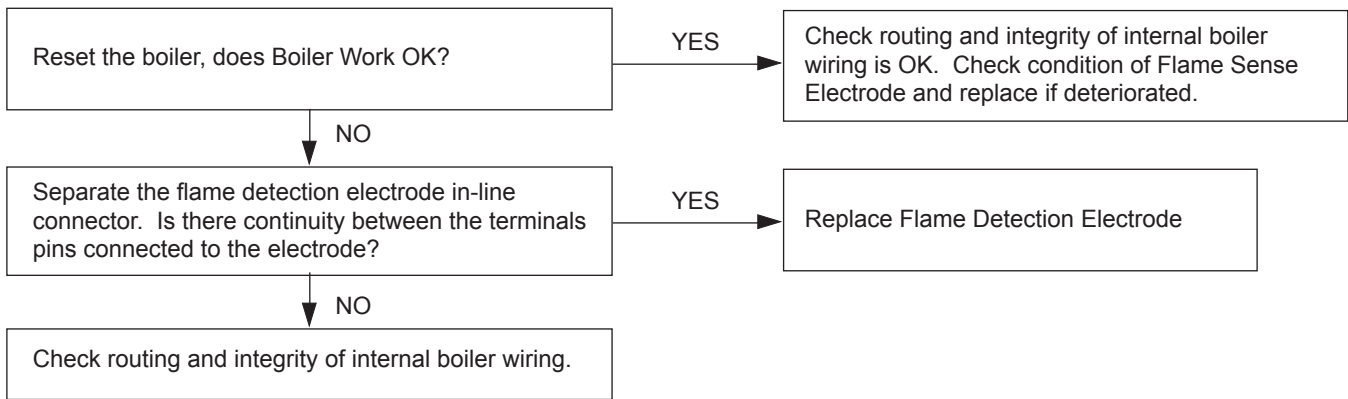 Reset the boiler, does Boiler Work OK?
YES
Check routing and integrity of internal boiler
wiring is OK.  Check condition of Flame Sense
Electrode and replace if deteriorated.
NO
Separate the flame detection electrode in-line
connector.  Is there continuity between the terminals
pins connected to the electrode?
YES
Replace Flame Detection Electrode
NO
Check routing and integrity of internal boiler wiring.